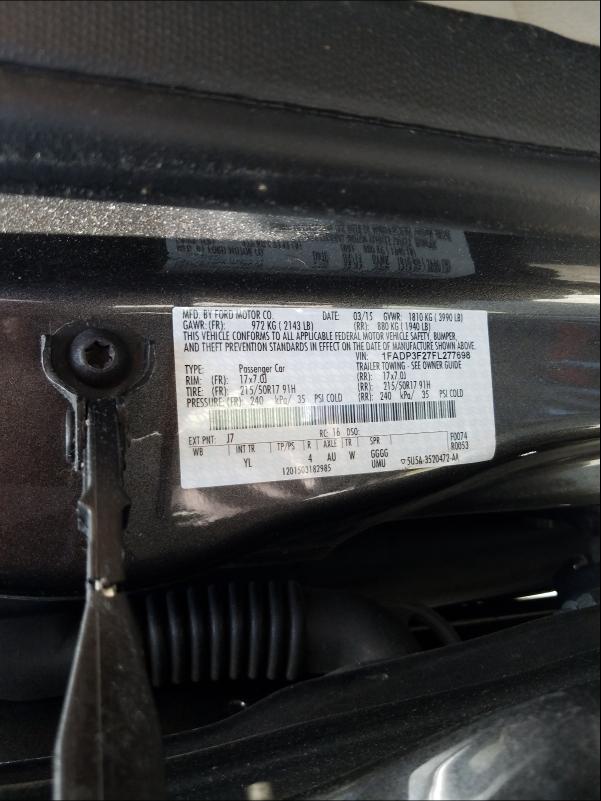 MFD. BY FORD MOTOR CO. DATE: 03/15 GVWR: 1810 KG ( 3990 LB)
GAWR: (FR): 972 KG ( 2143 LB) (RR): 880 KG ( 1940 LB)
THIS VEHICLE CONFORMS TO ALL APPLICABLE FEDERAL MOTOR VEHICLE SAFETY, BUMPER,
AND THEFT PREVENTION STANDARDS IN EFFECT ON THE DATE OF MANUFACTURE SHOWN ABOVE.
VIN: 1FADP3F27FL277698
TYPE: Passenger Car TRAILER TOWING - SEE OWNER GUIDE
RIM: (FR) 17x7.0J (RR) 17x7.0J
TIRE: (FR) 215/50R17 91H (RR) 215/50R17 91H
PRESSURE (FR) 240 kPa/ 35 PSI COLD (RR) 240 kPa/ 35 PSI COLD
EXT PNT: J7 RC: 16 DSO: F0074
WB INT TR TP/PS R AXLE TR SPR R0053
YL 4 AU W GGGG
UMU
1201503182985 ▽5U5A-3520472-AA